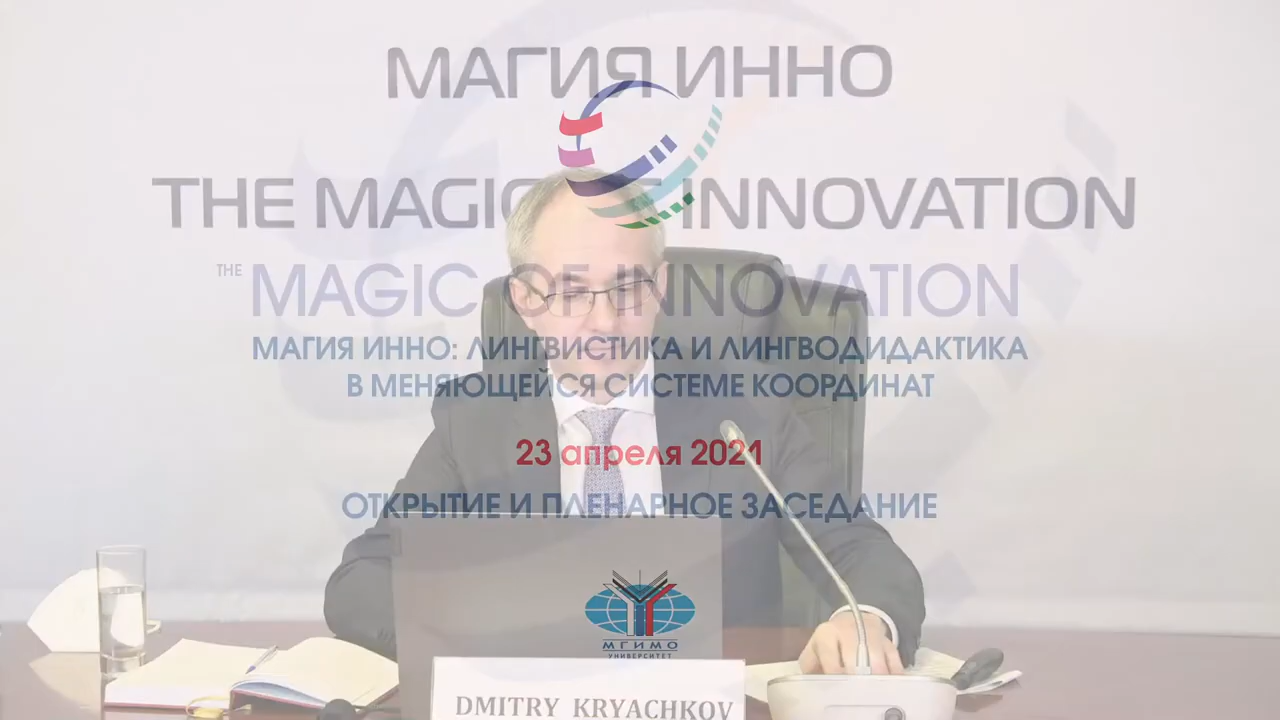 МАГИЯ ИННО
THE MAGIC OF INNOVATION
THE MAGIC OF INNOVATION
МАГИЯ ИННО: ЛИНГВИСТИКА И ЛИНГВОДИДАКТИКА
В МЕНЯЮЩЕЙСЯ СИСТЕМЕ КООРДИНАТ
23 апреля 2021
ОТКРЫТИЕ И ПЛЕНАРНОЕ ЗАСЕДАНИЕ
МГИМО
УНИВЕРСИТЕТ
DMITRY KRYACHKOV